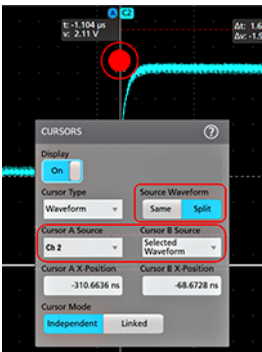 A C2
t: -1.104 µs
v: 2.11 V
Δt: 1.6
Δv: -1.9
CURSORS ?
Display
On
Cursor Type Source Waveform
Waveform Same Split
Cursor A Source Cursor B Source
Ch 2 Selected
Waveform
Cursor A X-Position Cursor B X-Position
-310.6636 ns -68.6728 ns
Cursor Mode
Independent Linked